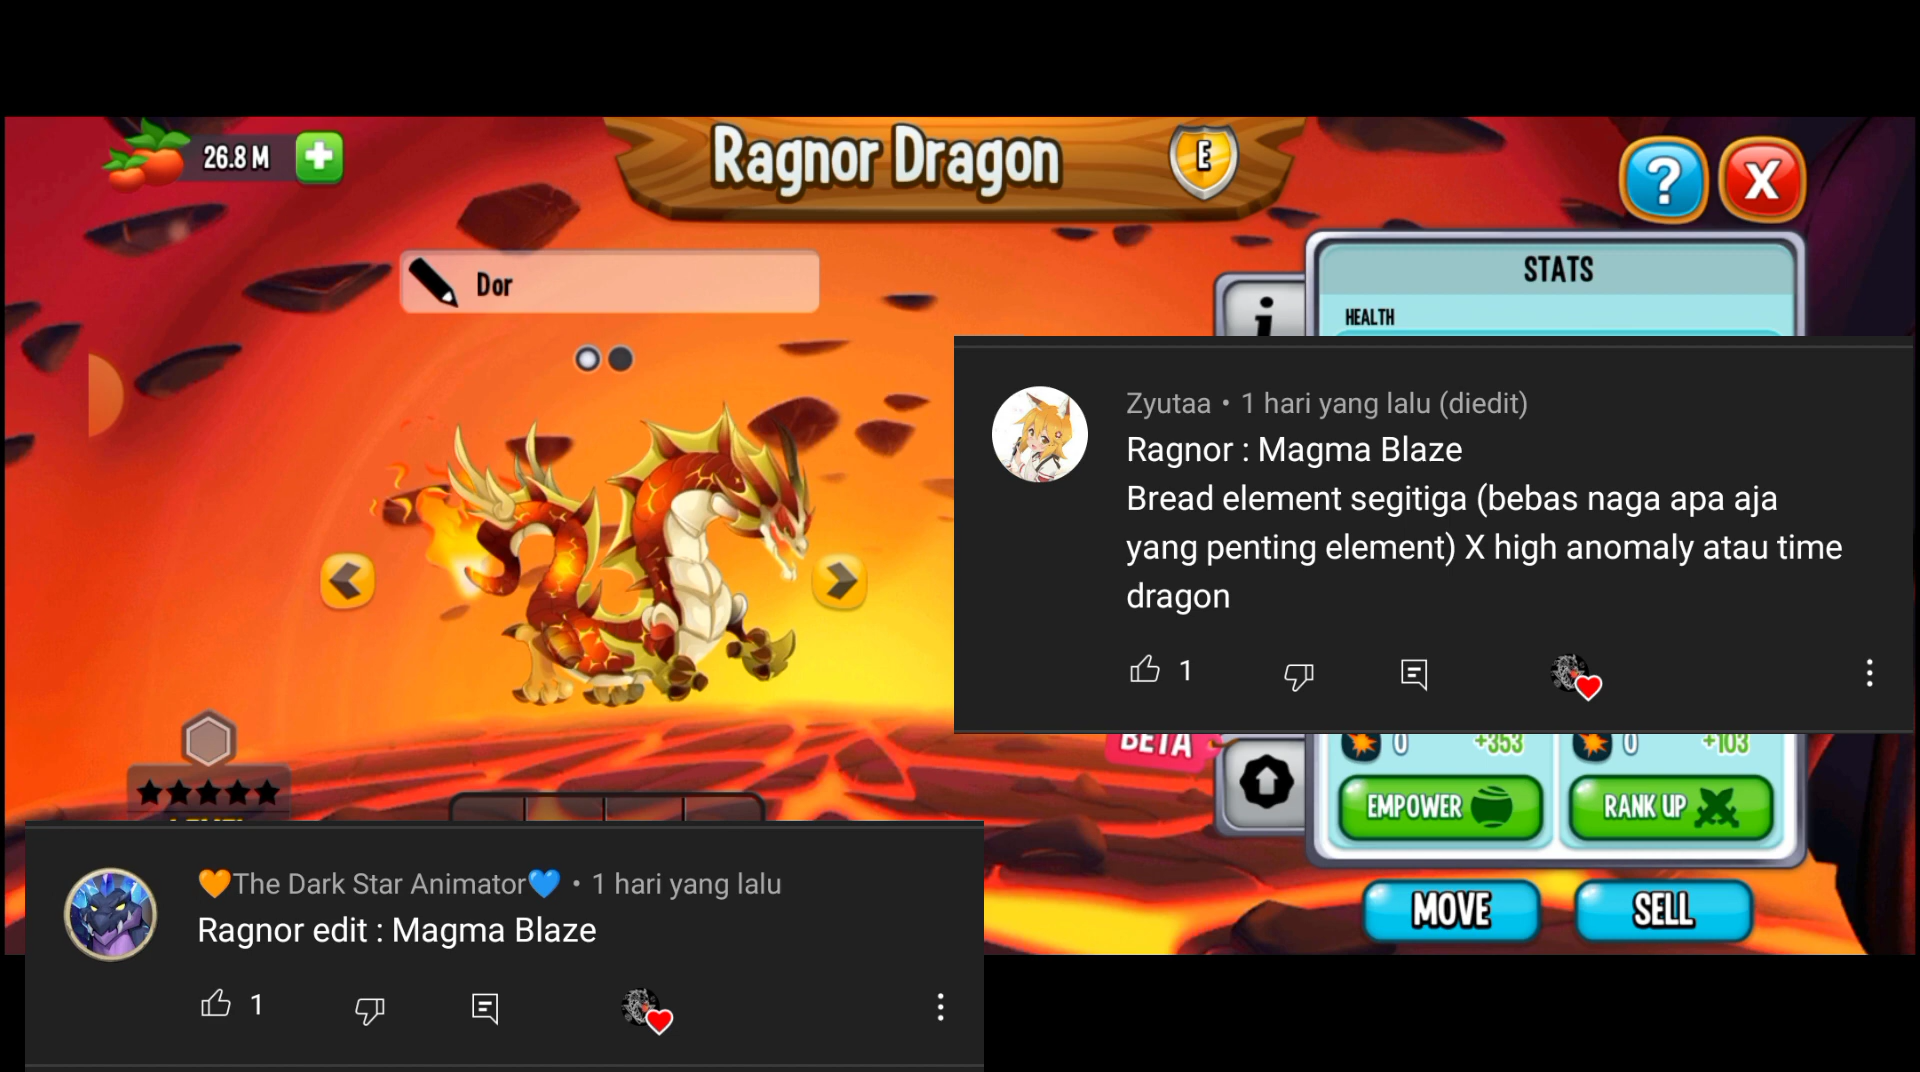 26.8 M
Ragnor Dragon
E
?
X
Dor
STATS
i
HEALTH
Zyutaa • 1 hari yang lalu (diedit)
Ragnor : Magma Blaze
Bread element segitiga (bebas naga apa aja
yang penting element) X high anomaly atau time
dragon
1
BETA
0 +353
0 +103
EMPOWER
RANK UP
🧡The Dark Star Animator💙 • 1 hari yang lalu
Ragnor edit : Magma Blaze
1
MOVE
SELL